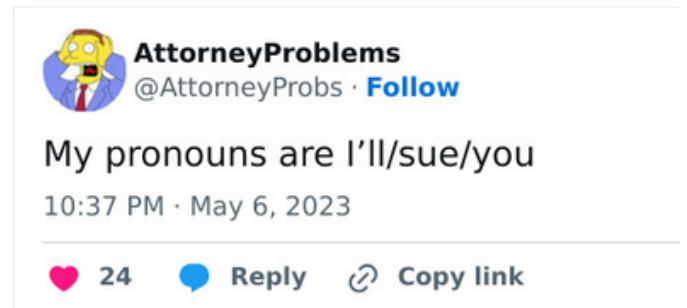 AttorneyProblems
@AttorneyProbs · Follow
My pronouns are I’ll/sue/you
10:37 PM · May 6, 2023
24 Reply Copy link